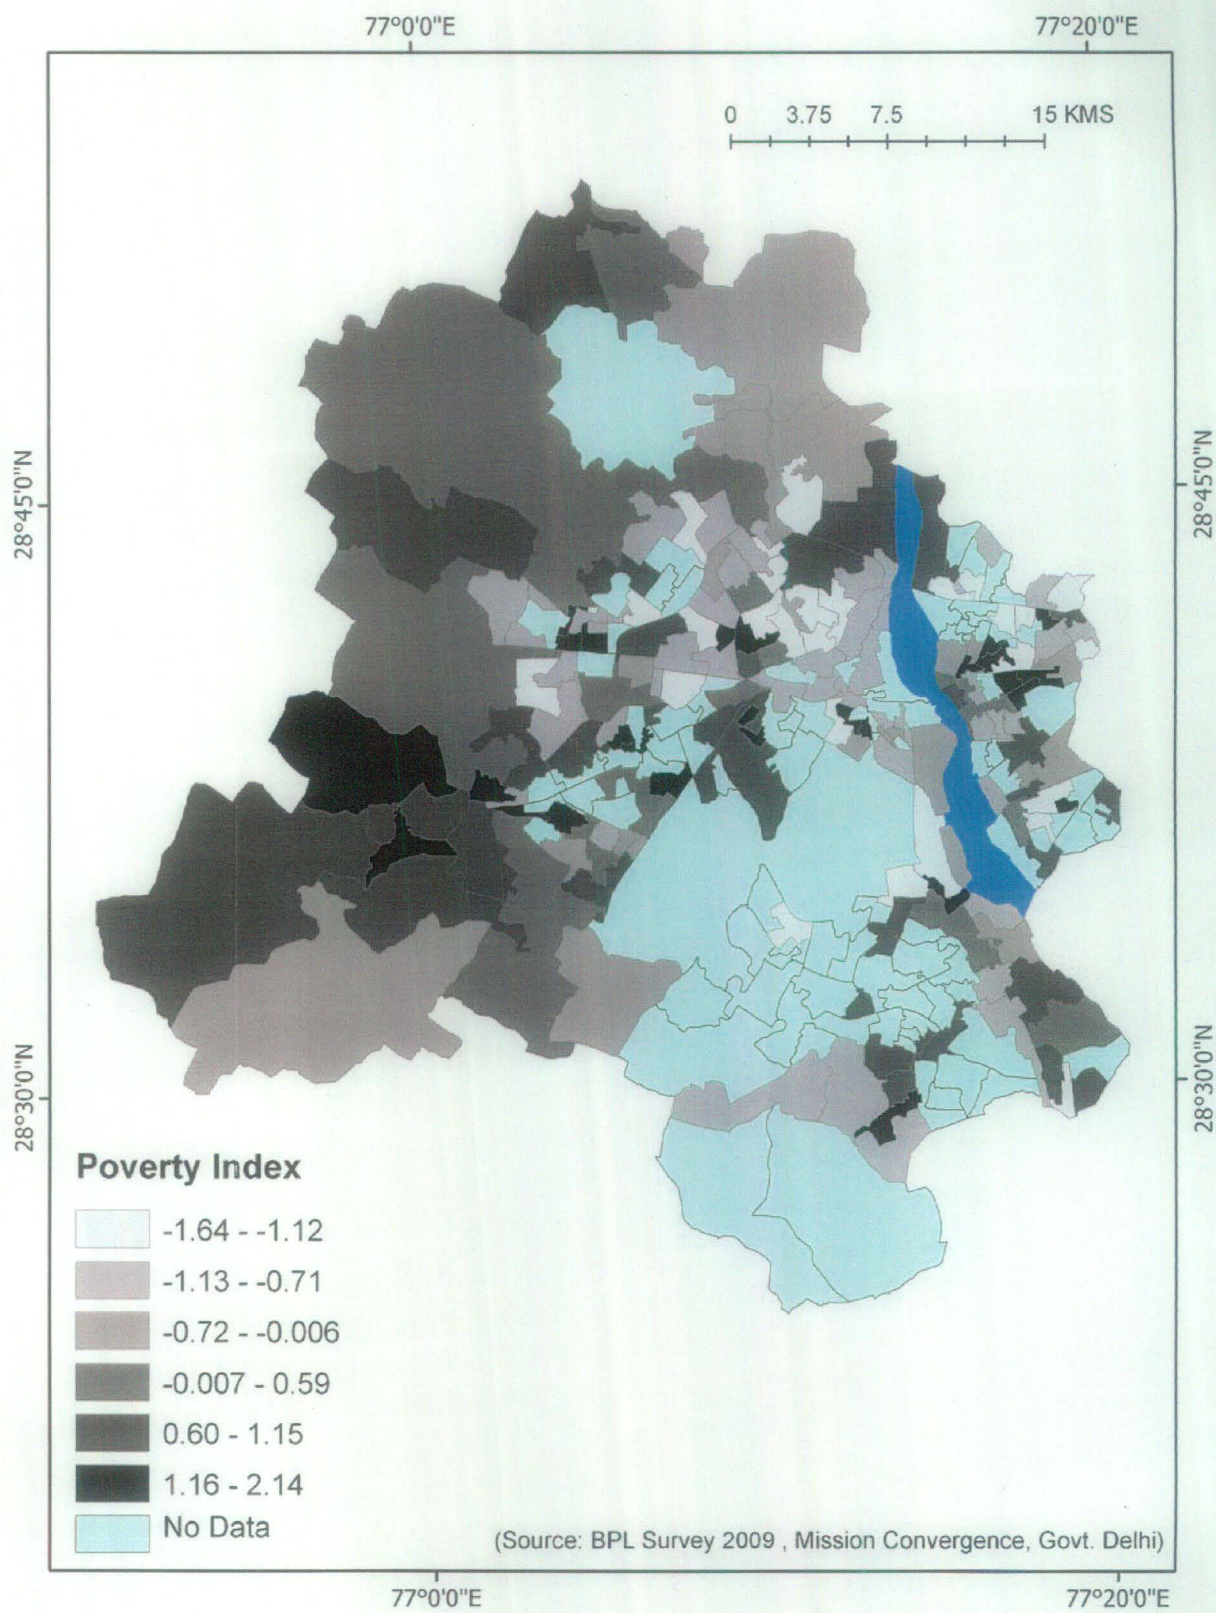 77°0'0"E
77°20'0"E
0 3.75 7.5 15 KMS
28°45'0"N
28°45'0"N
28°30'0"N
28°30'0"N
Poverty Index
-1.64 - -1.12
-1.13 - -0.71
-0.72 - -0.006
-0.007 - 0.59
0.60 - 1.15
1.16 - 2.14
No Data
(Source: BPL Survey 2009 , Mission Convergence, Govt. Delhi)
77°0'0"E
77°20'0"E